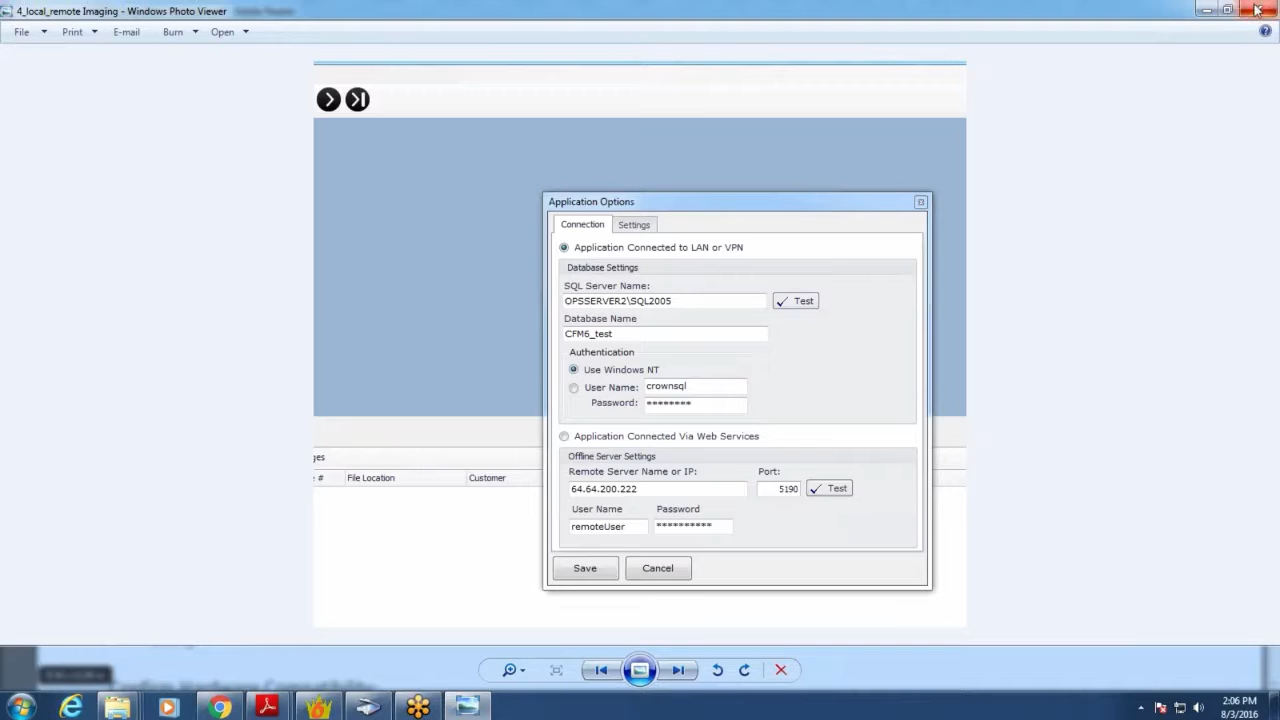 4_local_remote Imaging - Windows Photo Viewer
File Print E-mail Burn Open
Application Options
Connection Settings
Application Connected to LAN or VPN
Database Settings
SQL Server Name:
OPSSERVER2\SQL2005 Test
Database Name
CFM6_test
Authentication
Use Windows NT
User Name: crownsql
Password: ********
Application Connected Via Web Services
Offline Server Settings
Remote Server Name or IP: Port:
64.64.200.222 5190 Test
User Name Password
remoteUser **********
Save Cancel
ges
# File Location Customer
2:06 PM
8/3/2016